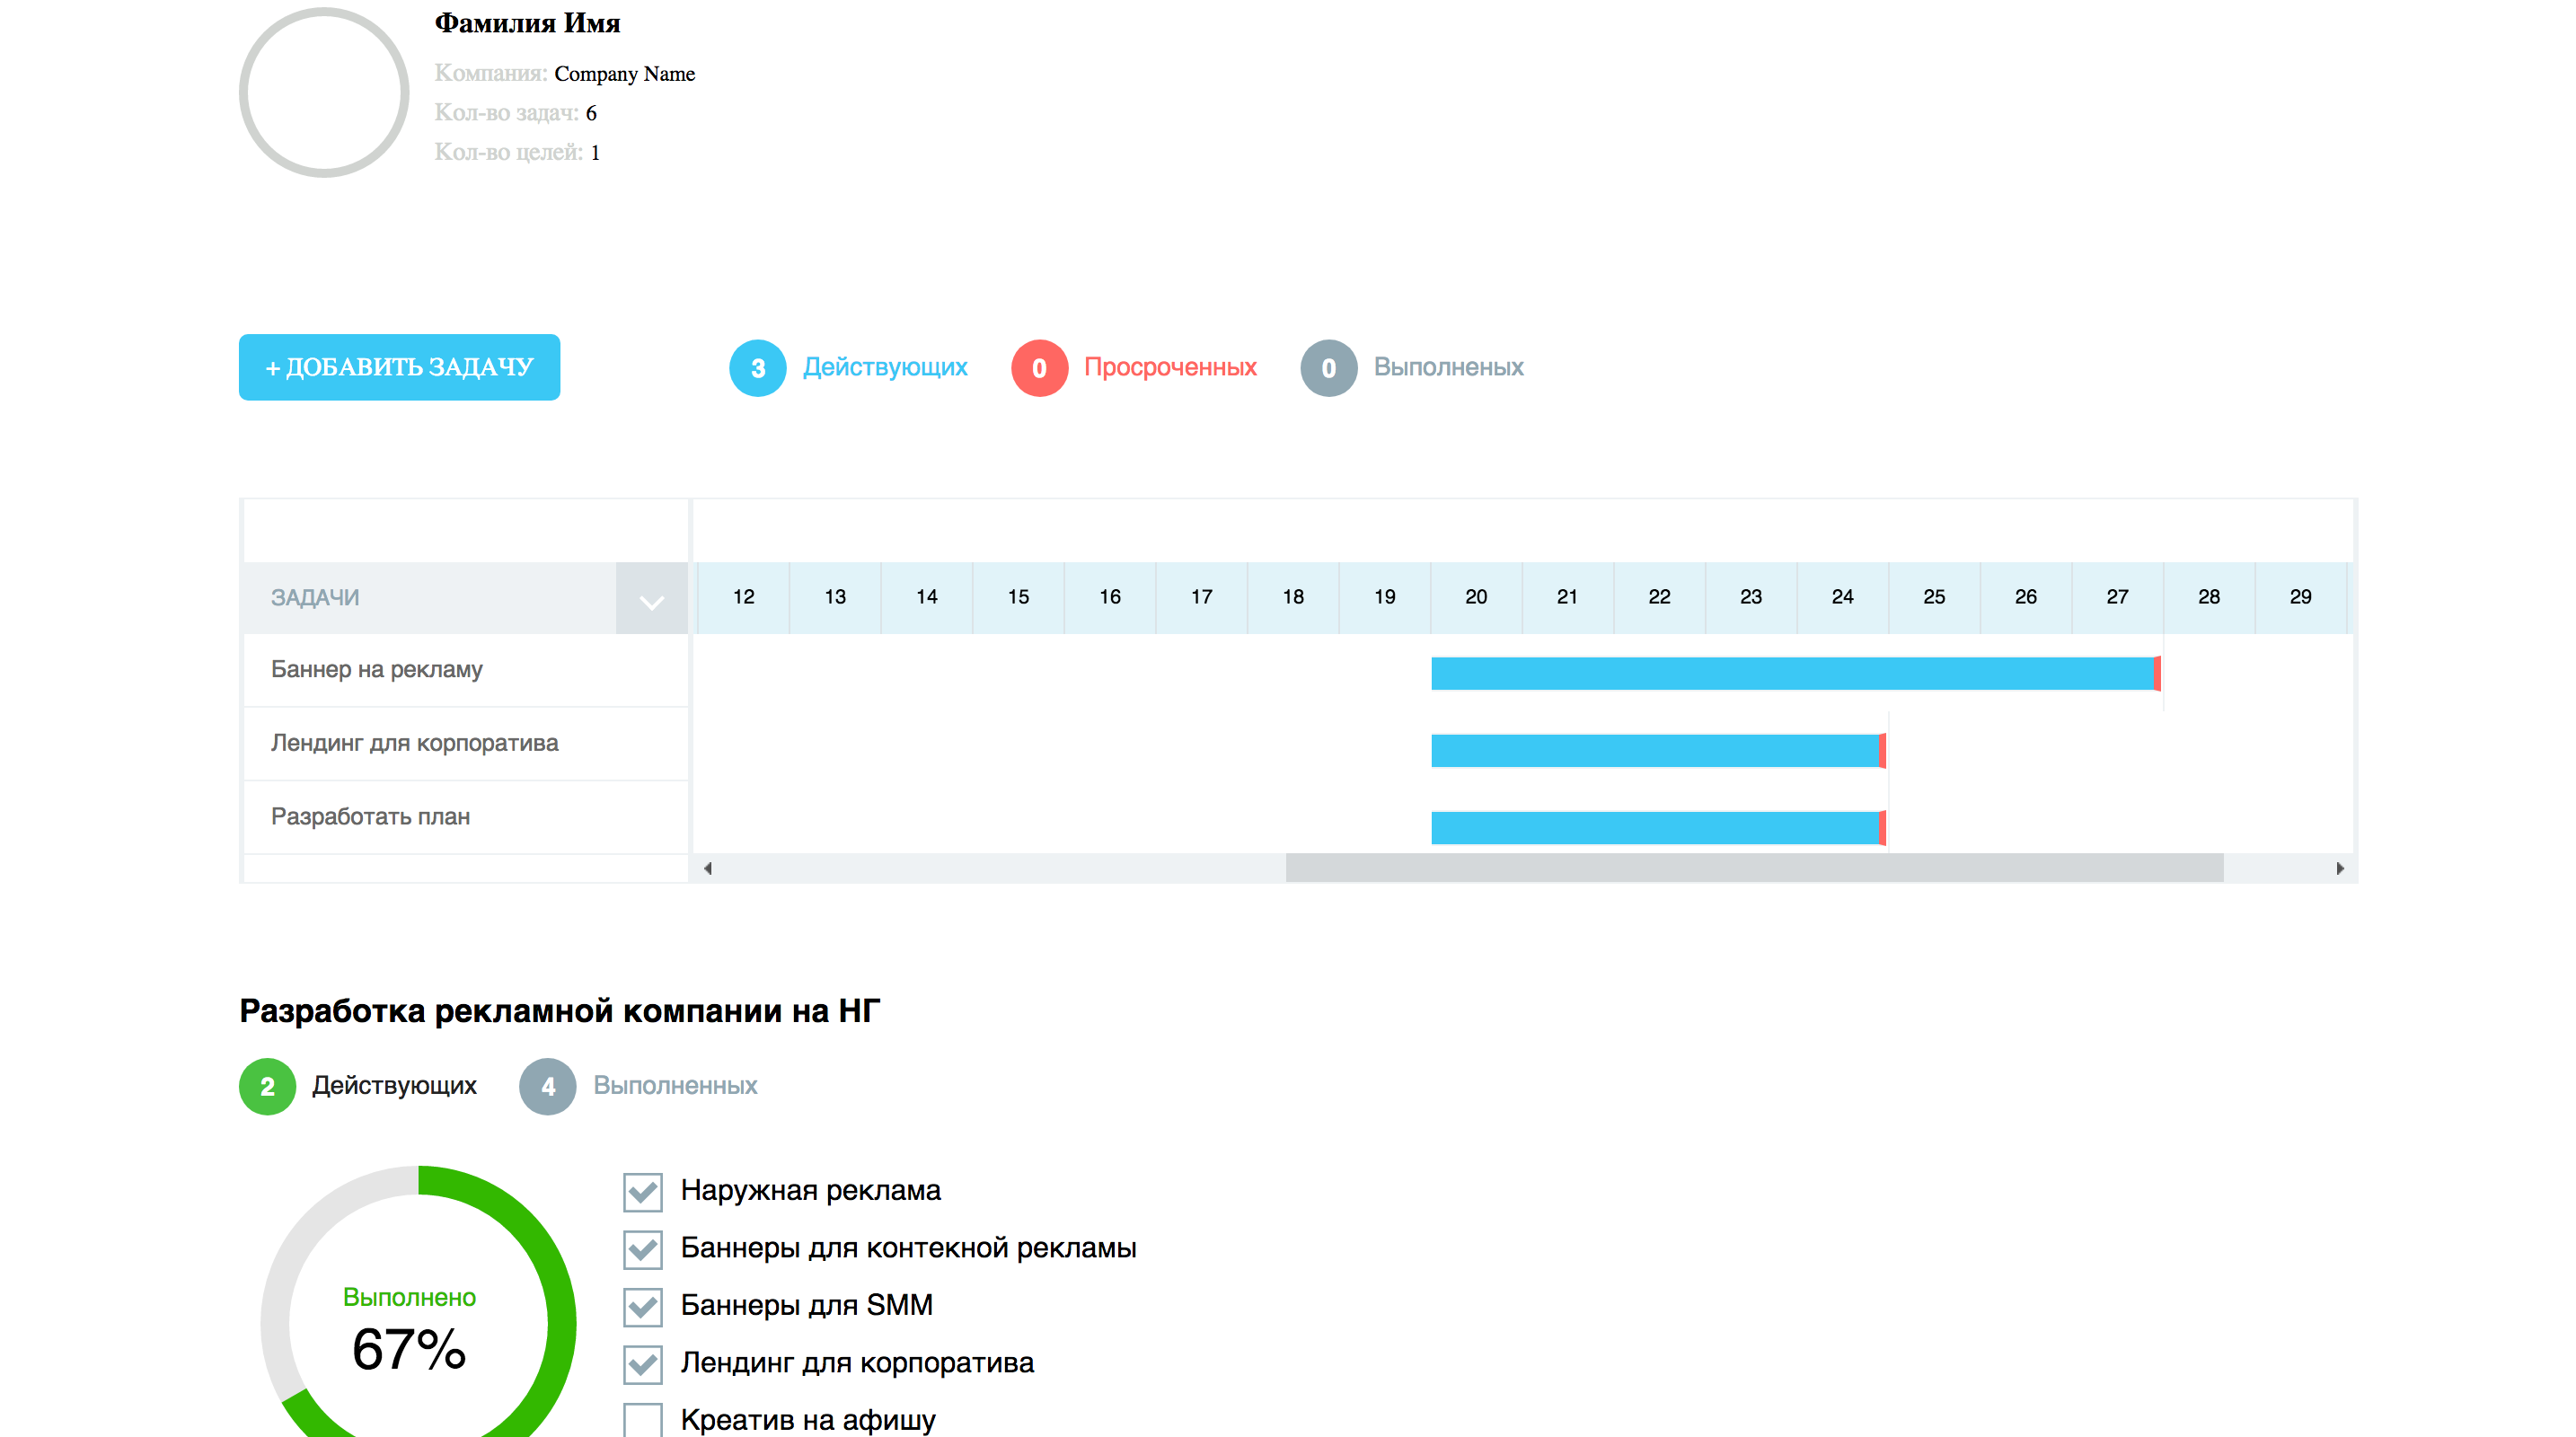 Фамилия Имя
Компания: Company Name
Кол-во задач: 6
Кол-во целей: 1
+ ДОБАВИТЬ ЗАДАЧУ
3 Действующих 0 Просроченных 0 Выполненых
ЗАДАЧИ 12 13 14 15 16 17 18 19 20 21 22 23 24 25 26 27 28 29
Баннер на рекламу
Лендинг для корпоратива
Разработать план
Разработка рекламной компании на НГ
2 Действующих 4 Выполненных
Выполнено
67%
Наружная реклама
Баннеры для контекной рекламы
Баннеры для SMM
Лендинг для корпоратива
Креатив на афишу